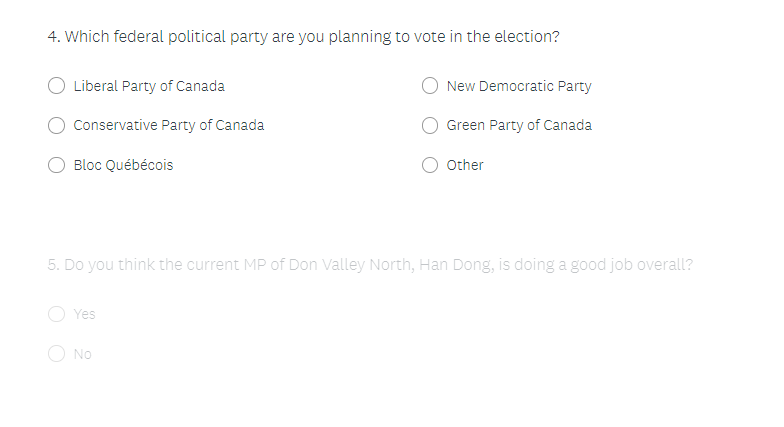 4. Which federal political party are you planning to vote in the election?
Liberal Party of Canada
New Democratic Party
Conservative Party of Canada
Green Party of Canada
Bloc Québécois
Other
5. Do you think the current MP of Don Valley North, Han Dong, is doing a good job overall?
Yes
No